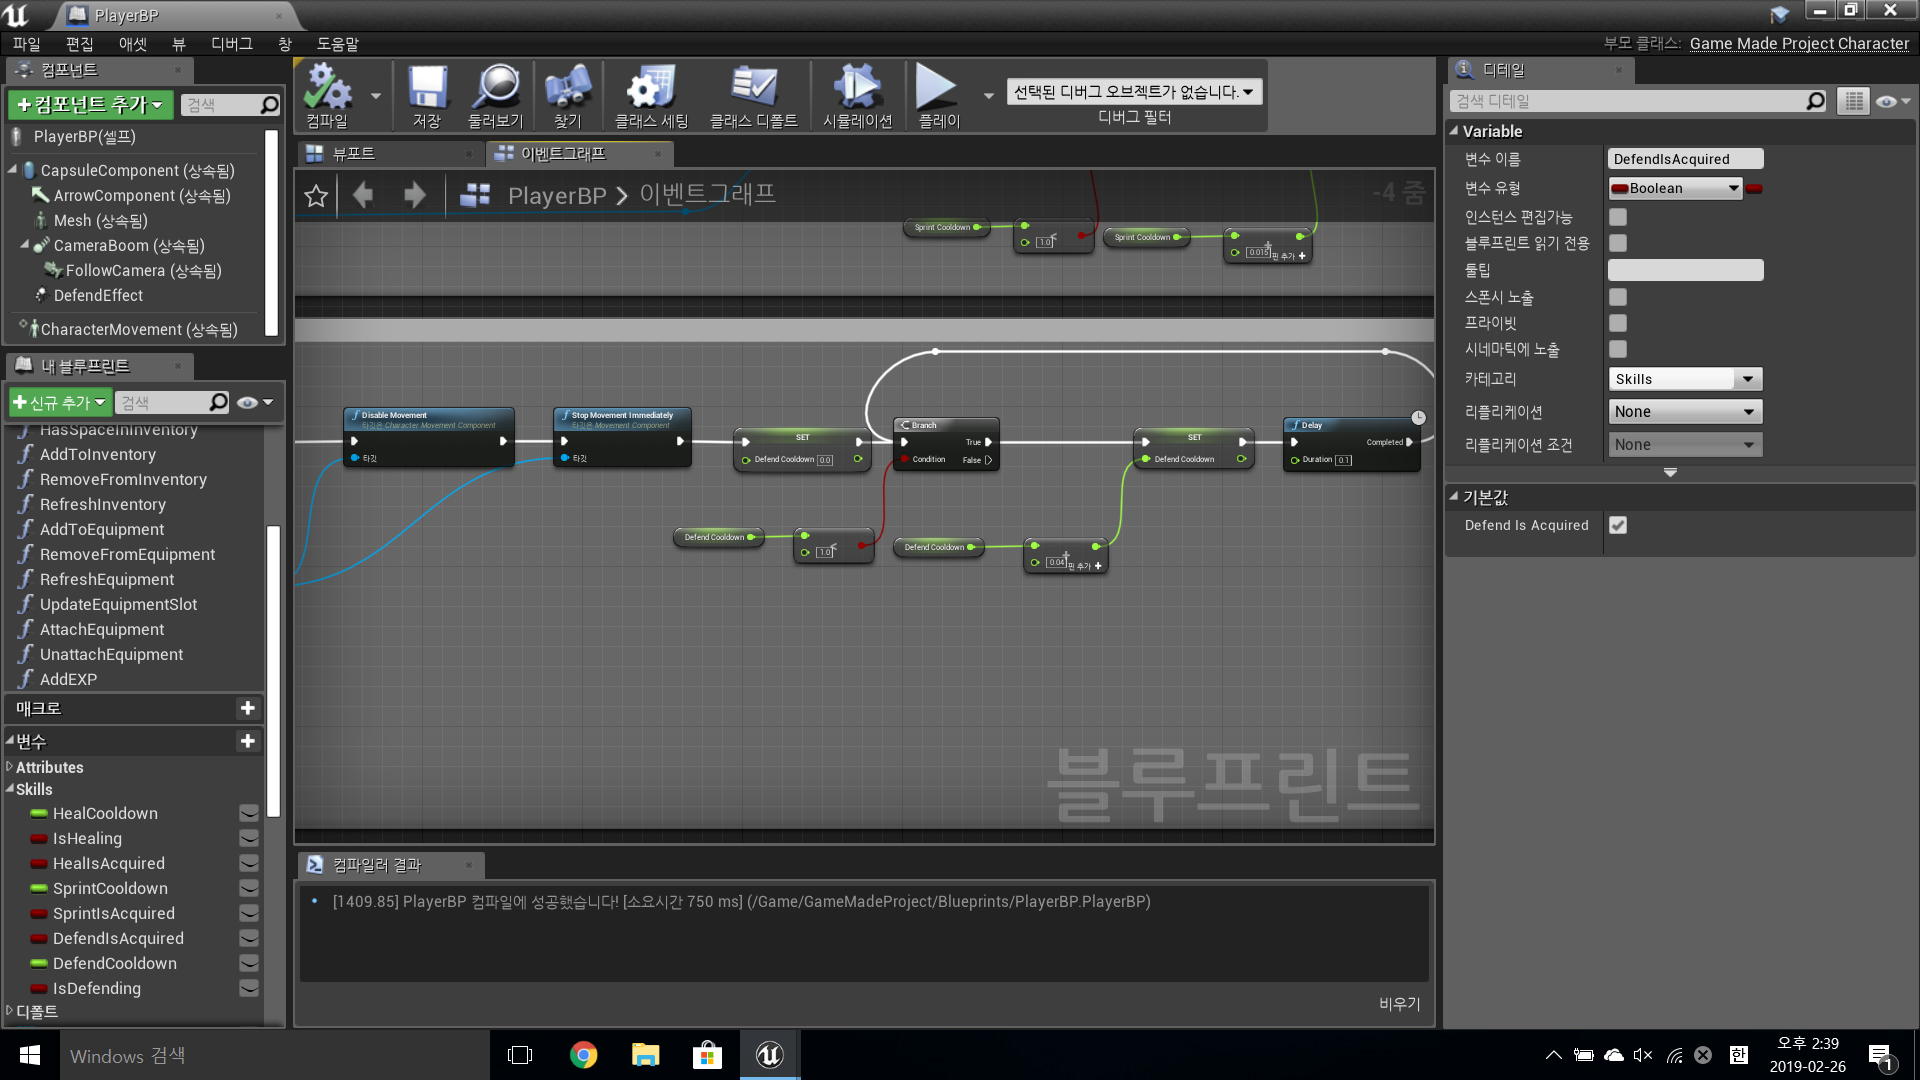 PlayerBP
파일 편집 애셋 뷰 디버그 창 도움말
부모 클래스: Game Made Project Character
컴포넌트
+컴포넌트 추가
검색
PlayerBP(셀프)
CapsuleComponent (상속됨)
ArrowComponent (상속됨)
Mesh (상속됨)
CameraBoom (상속됨)
FollowCamera (상속됨)
DefendEffect
CharacterMovement (상속됨)
내 블루프린트
+신규 추가
검색
HasSpaceInInventory
AddToInventory
RemoveFromInventory
RefreshInventory
AddToEquipment
RemoveFromEquipment
RefreshEquipment
UpdateEquipmentSlot
AttachEquipment
UnattachEquipment
AddEXP
매크로
변수
Attributes
Skills
HealCooldown
IsHealing
HealIsAcquired
SprintCooldown
SprintIsAcquired
DefendIsAcquired
DefendCooldown
IsDefending
디폴트
컴파일 저장 둘러보기 찾기 클래스 세팅 클래스 디폴트 시뮬레이션 플레이
선택된 디버그 오브젝트가 없습니다.
디버그 필터
뷰포트
이벤트그래프
PlayerBP > 이벤트그래프
-4 줌
Sprint Cooldown
<
1.0
Sprint Cooldown
+
0.015
핀 추가 +
Disable Movement
타깃은 Character Movement Component
타깃
Stop Movement Immediately
타깃은 Movement Component
타깃
SET
Defend Cooldown 0.0
Branch
True
Condition
False
SET
Defend Cooldown
Delay
Completed
Duration 0.1
Defend Cooldown
<
1.0
Defend Cooldown
+
0.04
핀 추가 +
블루프린트
컴파일러 결과
[1409.85] PlayerBP 컴파일에 성공했습니다! [소요시간 750 ms] (/Game/GameMadeProject/Blueprints/PlayerBP.PlayerBP)
비우기
디테일
검색 디테일
Variable
변수 이름 DefendIsAcquired
변수 유형 Boolean
인스턴스 편집가능
블루프린트 읽기 전용
툴팁
스폰시 노출
프라이빗
시네마틱에 노출
카테고리 Skills
리플리케이션 None
리플리케이션 조건 None
기본값
Defend Is Acquired
Windows 검색
한
오후 2:39
2019-02-26
1